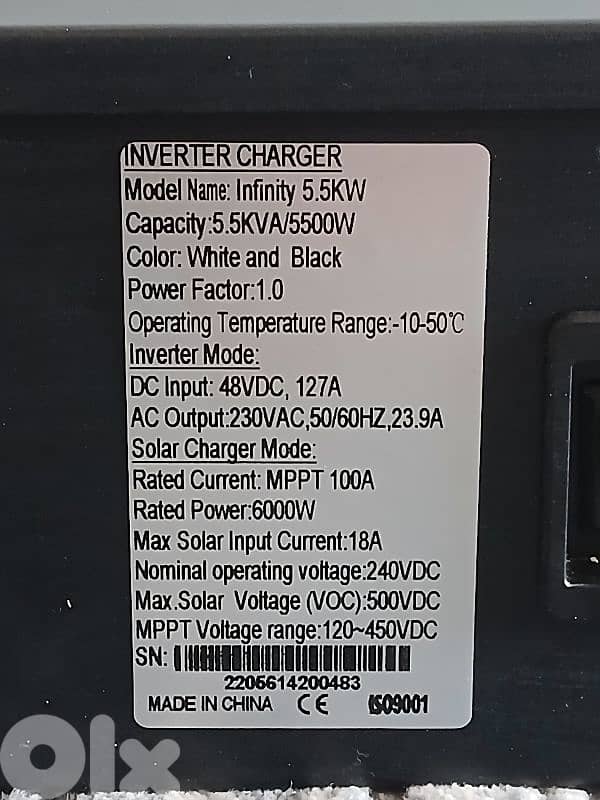 INVERTER CHARGER
Model Name: Infinity 5.5KW
Capacity:5.5KVA/5500W
Color: White and Black
Power Factor:1.0
Operating Temperature Range:-10-50℃
Inverter Mode:
DC Input: 48VDC, 127A
AC Output:230VAC,50/60HZ,23.9A
Solar Charger Mode:
Rated Current: MPPT 100A
Rated Power:6000W
Max Solar Input Current:18A
Nominal operating voltage:240VDC
Max.Solar Voltage (VOC):500VDC
MPPT Voltage range:120~450VDC
SN:
2205614200483
MADE IN CHINA CE ISO9001
OLX